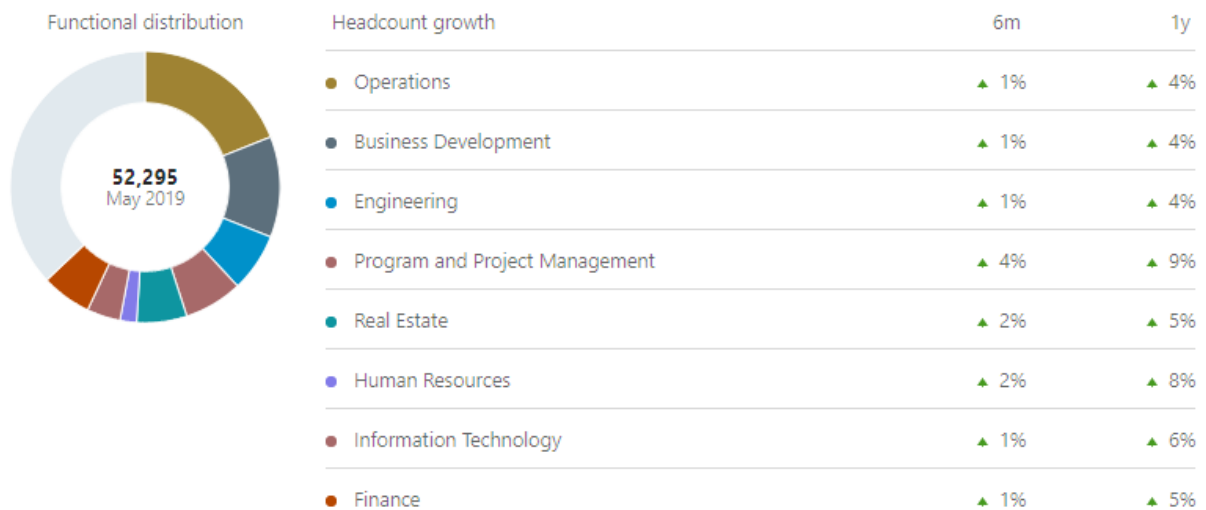 Functional distribution
52,295
May 2019
Headcount growth 6m 1y
Operations 1% 4%
Business Development 1% 4%
Engineering 1% 4%
Program and Project Management 4% 9%
Real Estate 2% 5%
Human Resources 2% 8%
Information Technology 1% 6%
Finance 1% 5%